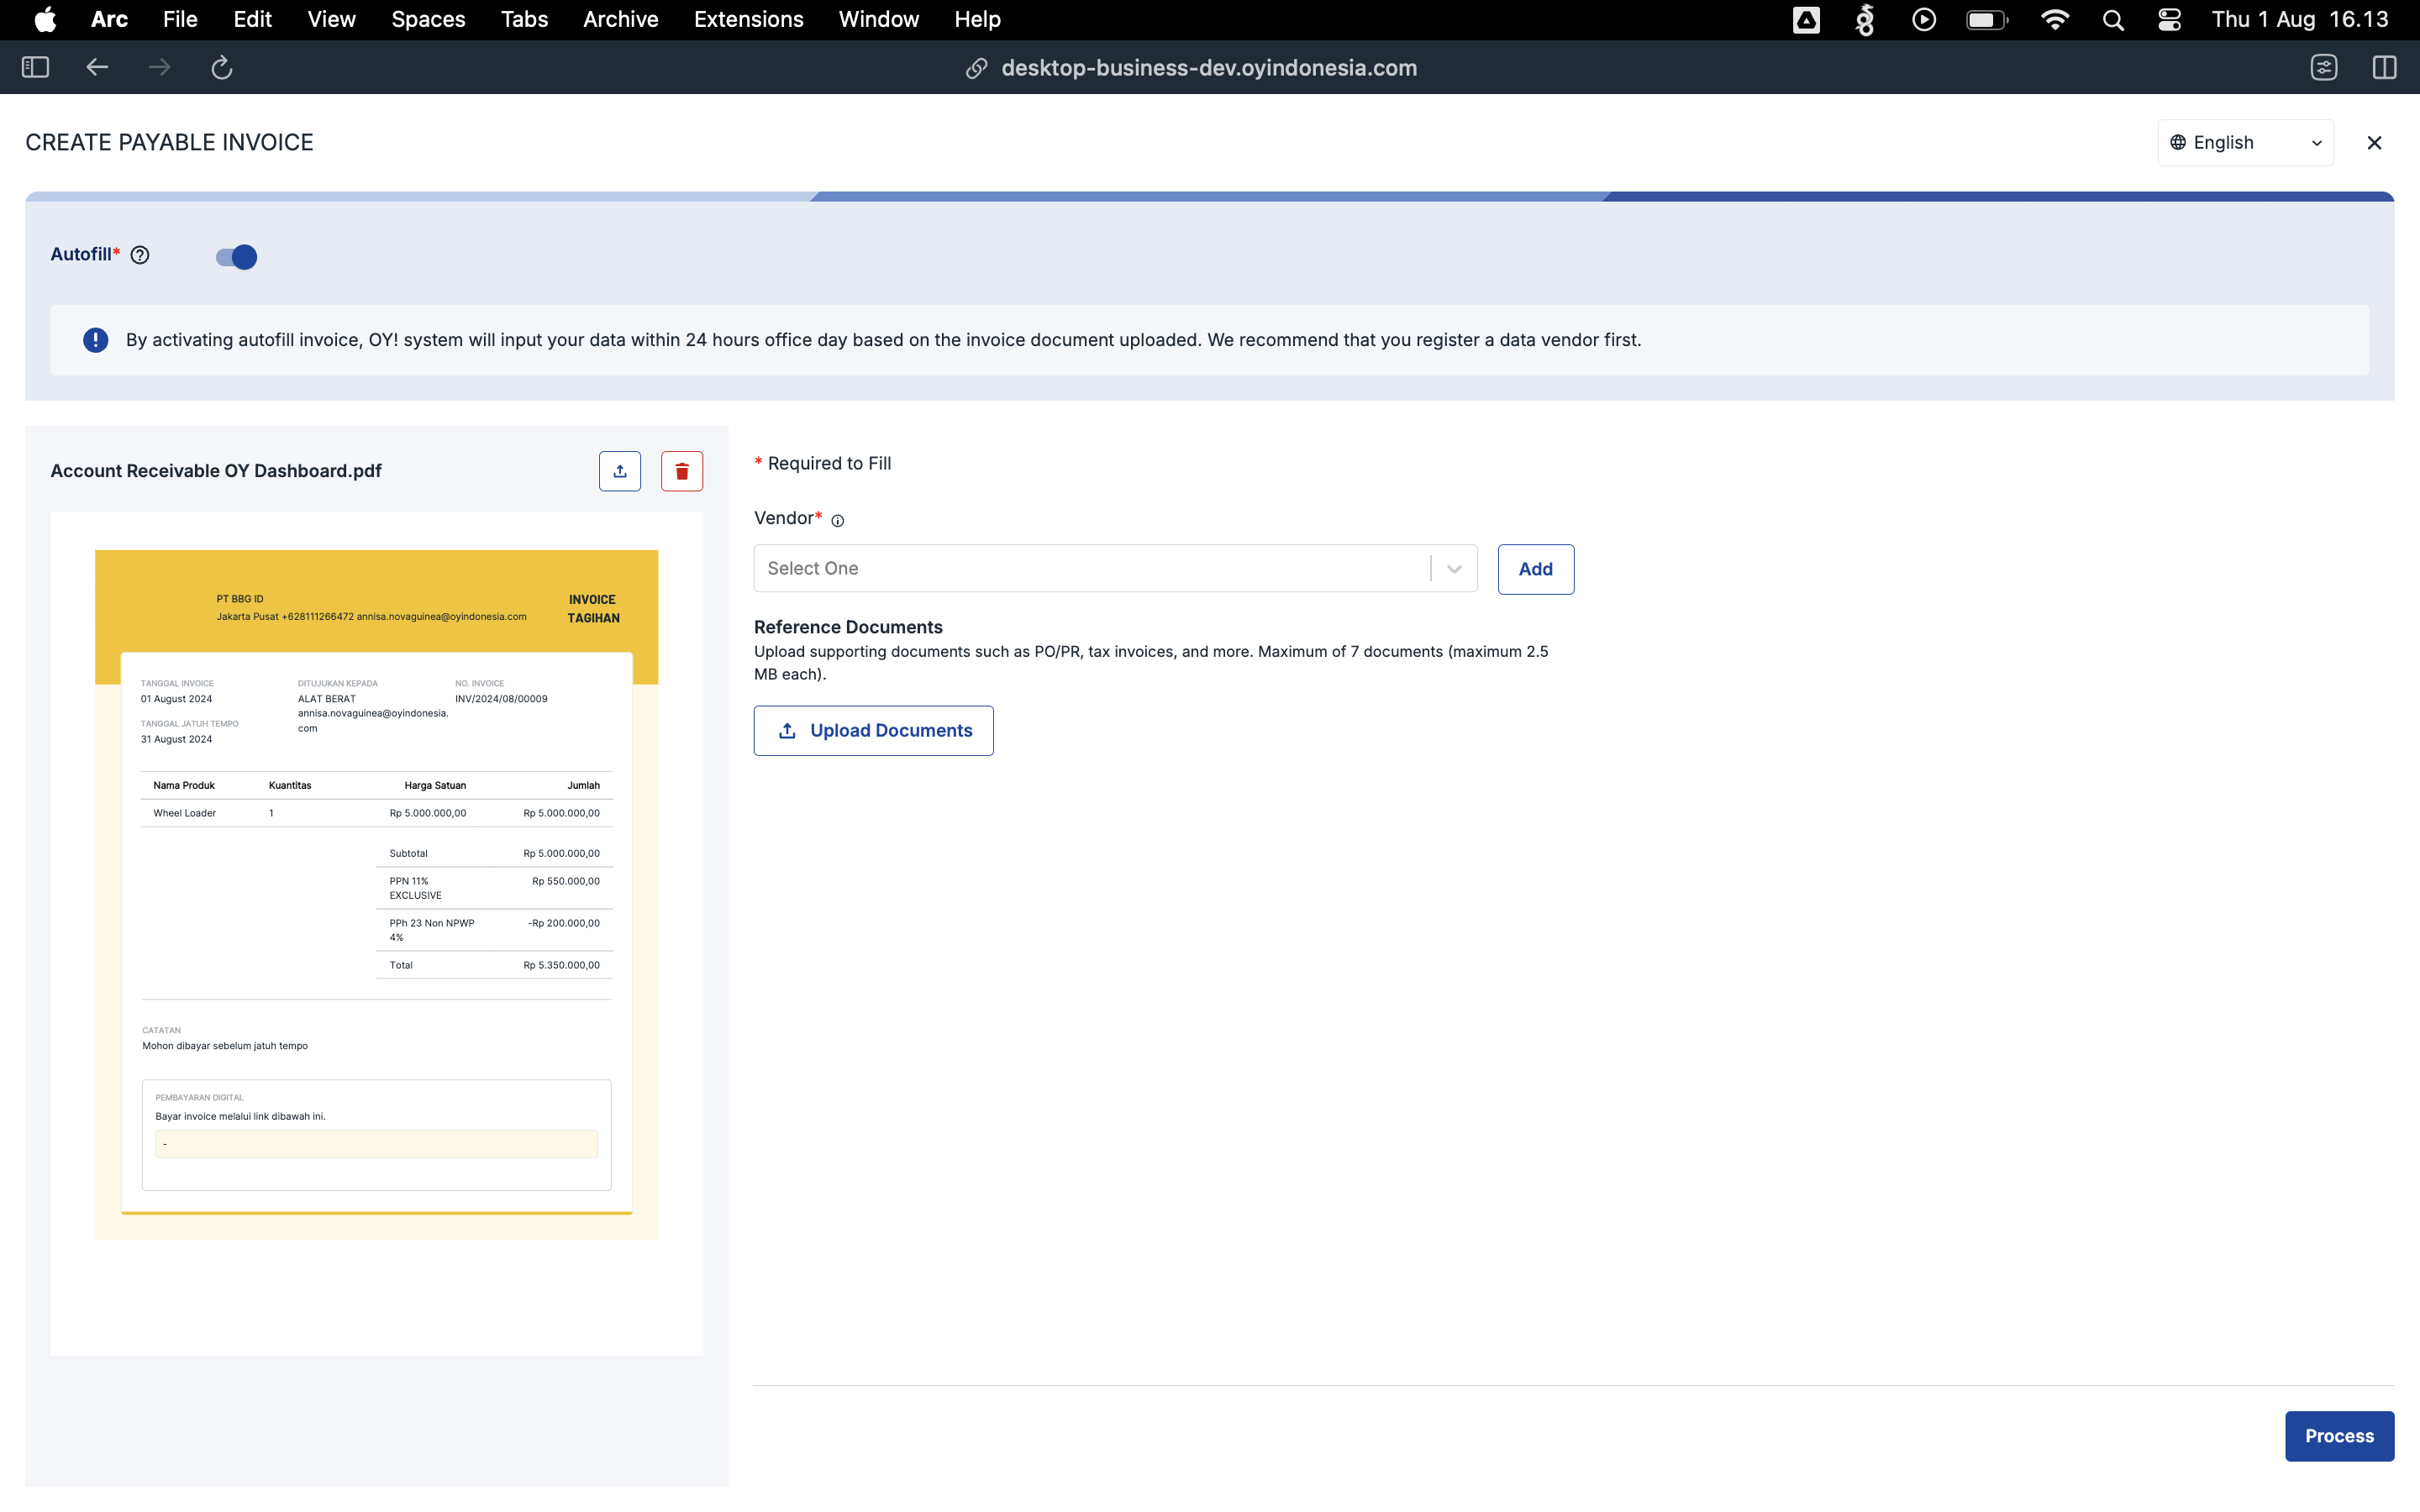 Arc File Edit View Spaces Tabs Archive Extensions Window Help Thu 1 Aug 16.13
desktop-business-dev.oyindonesia.com
CREATE PAYABLE INVOICE
English
Autofill*
By activating autofill invoice, OY! system will input your data within 24 hours office day based on the invoice document uploaded. We recommend that you register a data vendor first.
Account Receivable OY Dashboard.pdf
PT BBG ID
Jakarta Pusat +628111266472 annisa.novaguinea@oyindonesia.com
INVOICE
TAGIHAN
TANGGAL INVOICE
01 August 2024
TANGGAL JATUH TEMPO
31 August 2024
DITUJUKAN KEPADA
ALAT BERAT
annisa.novaguinea@oyindonesia.
com
NO. INVOICE
INV/2024/08/00009
Nama Produk Kuantitas Harga Satuan Jumlah
Wheel Loader 1 Rp 5.000.000,00 Rp 5.000.000,00
Subtotal Rp 5.000.000,00
PPN 11% Rp 550.000,00
EXCLUSIVE
PPh 23 Non NPWP -Rp 200.000,00
4%
Total Rp 5.350.000,00
CATATAN
Mohon dibayar sebelum jatuh tempo
PEMBAYARAN DIGITAL
Bayar invoice melalui link dibawah ini.
-
* Required to Fill
Vendor*
Select One
Add
Reference Documents
Upload supporting documents such as PO/PR, tax invoices, and more. Maximum of 7 documents (maximum 2.5
MB each).
Upload Documents
Process